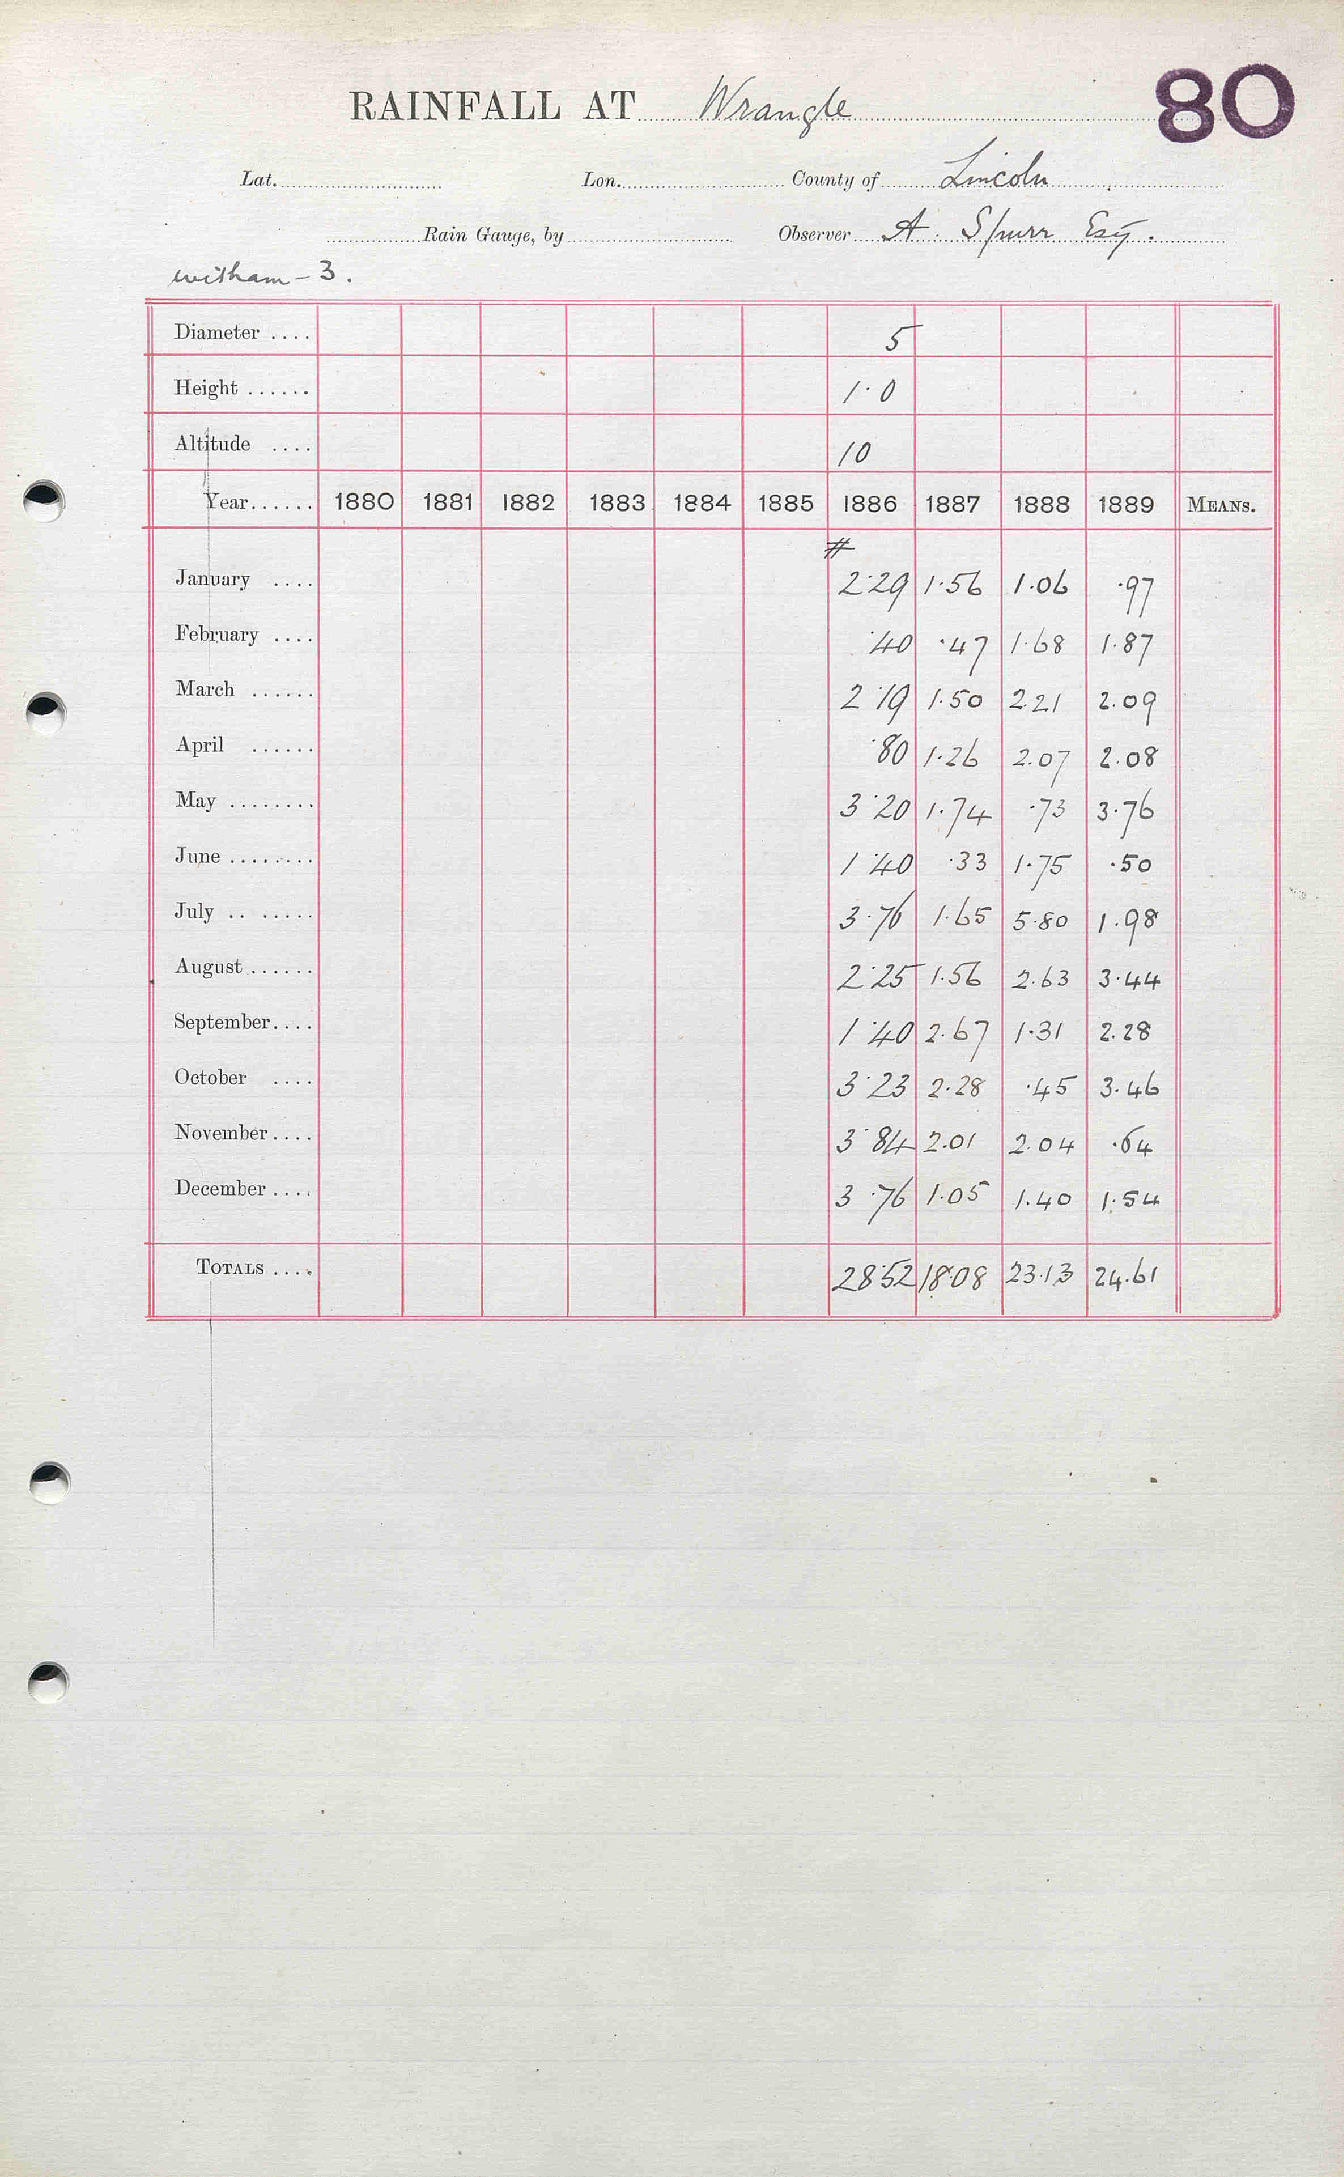 80
RAINFALL AT Wrangle
Lat. Lon. County of Lincoln
Rain Gauge, by Observer A. Spurr Esq.
Witham - 3.
Diameter .... 5
Height ...... 1.0
Altitude .... 10
Year...... 1880 1881 1882 1883 1884 1885 1886 1887 1888 1889 MEANS.
#
January .... 2.29 1.56 1.06 .97
February .... .40 .47 1.68 1.87
March ...... 2.19 1.50 2.21 2.09
April ...... .80 1.26 2.07 2.08
May ........ 3.20 1.74 .73 3.76
June ........ 1.40 .33 1.75 .50
July .. ...... 3.76 1.65 5.80 1.98
August ...... 2.25 1.56 2.63 3.44
September.... 1.40 2.67 1.31 2.28
October .... 3.23 2.28 .45 3.46
November.... 3.84 2.01 2.04 .64
December .... 3.76 1.05 1.40 1.54
TOTALS .... 28.52 18.08 23.13 24.61